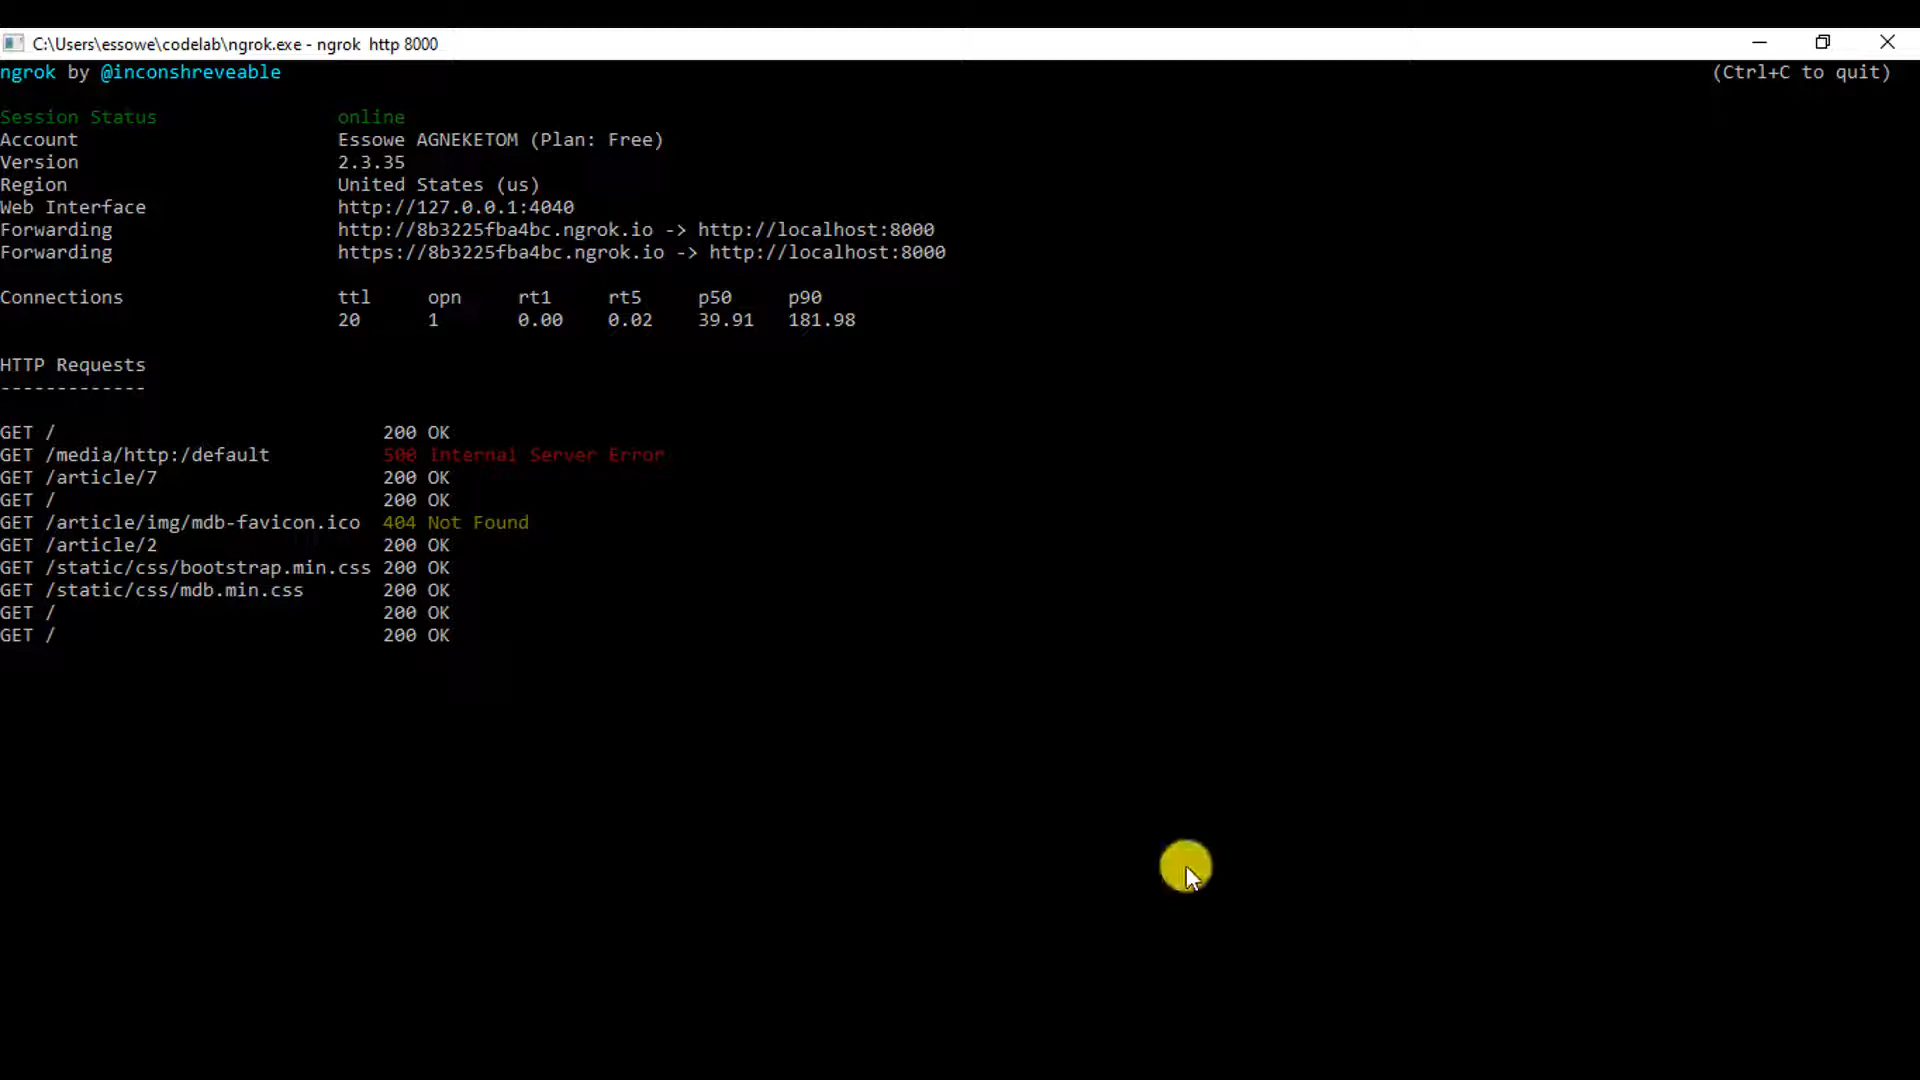 C:\Users\essowe\codelab\ngrok.exe - ngrok  http 8000
ngrok by @inconshreveable (Ctrl+C to quit)
Session Status online
Account Essowe AGNEKETOM (Plan: Free)
Version 2.3.35
Region United States (us)
Web Interface http://127.0.0.1:4040
Forwarding http://8b3225fba4bc.ngrok.io -> http://localhost:8000
Forwarding https://8b3225fba4bc.ngrok.io -> http://localhost:8000
Connections ttl opn rt1 rt5 p50 p90
20 1 0.00 0.02 39.91 181.98
HTTP Requests
-------------
GET / 200 OK
GET /media/http:/default 500 Internal Server Error
GET /article/7 200 OK
GET / 200 OK
GET /article/img/mdb-favicon.ico 404 Not Found
GET /article/2 200 OK
GET /static/css/bootstrap.min.css 200 OK
GET /static/css/mdb.min.css 200 OK
GET / 200 OK
GET / 200 OK